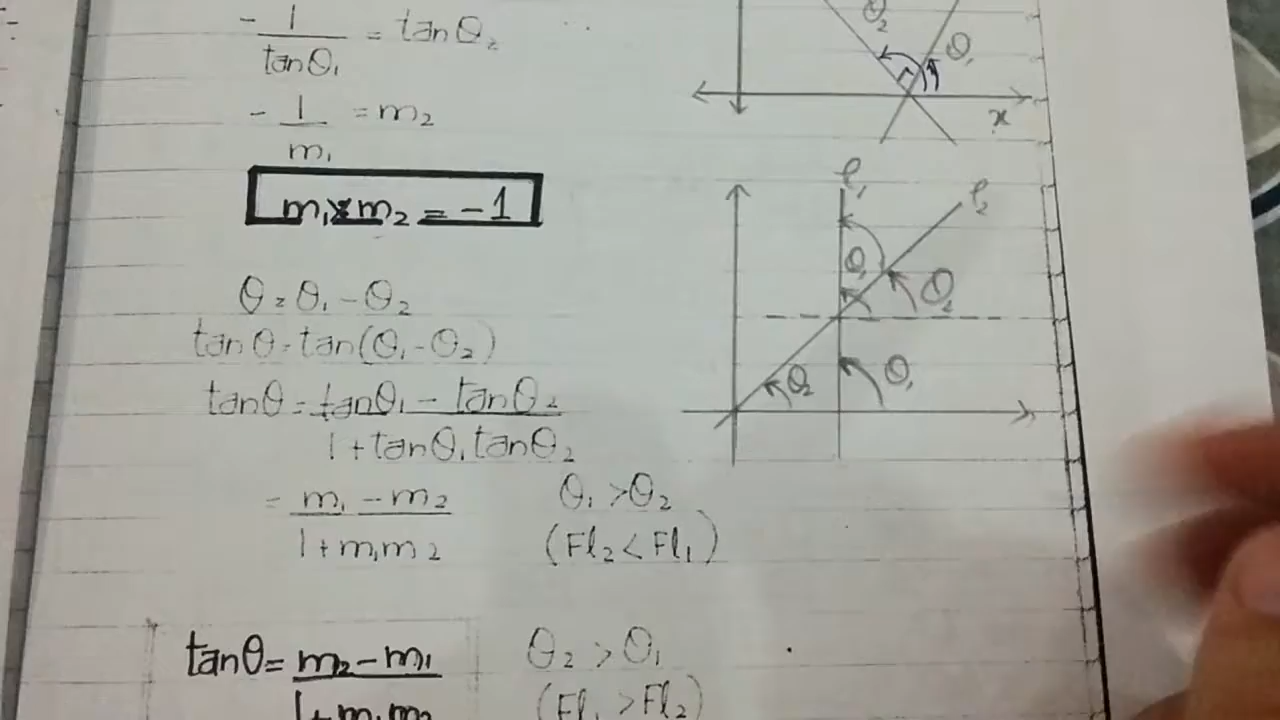 - 1/tanθ₁ = tanθ₂
- 1/m₁ = m₂
m₁ x m₂ = -1
θ = θ₁ - θ₂
tanθ = tan(θ₁ - θ₂)
tanθ = tanθ₁ - tanθ₂ / 1 + tanθ₁ tanθ₂
= m₁ - m₂ / 1 + m₁m₂
θ₁ > θ₂
(Fl₂ < Fl₁)
tanθ = m₂ - m₁ / 1 + m₁m₂
θ₂ > θ₁
(Fl₁ > Fl₂)
θ₂
θ₁
x
l₁
l₂
θ₁
θ₂
θ₂
θ₁